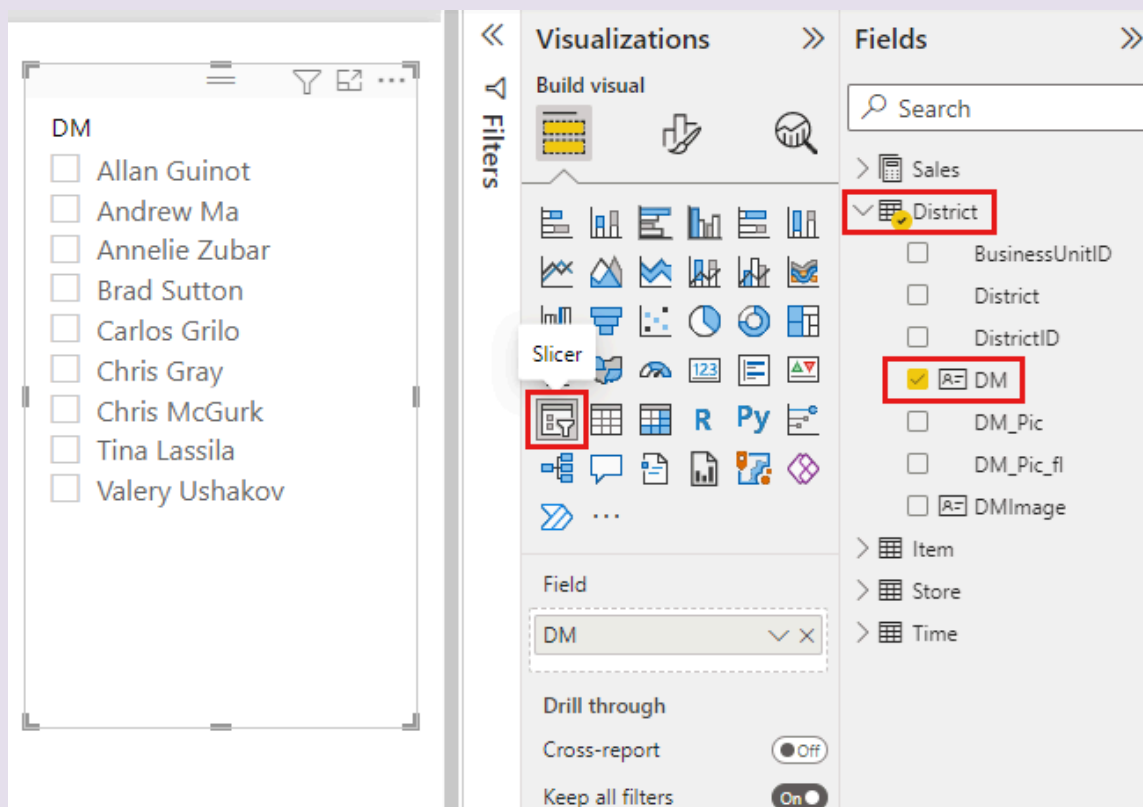 DM
Allan Guinot
Andrew Ma
Annelie Zubar
Brad Sutton
Carlos Grilo
Chris Gray
Chris McGurk
Tina Lassila
Valery Ushakov
Filters
Visualizations
Build visual
Slicer
123
R
Py
Field
DM
Drill through
Cross-report
Off
Keep all filters
On
Fields
Search
Sales
District
BusinessUnitID
District
DistrictID
DM
DM_Pic
DM_Pic_fl
DMImage
Item
Store
Time